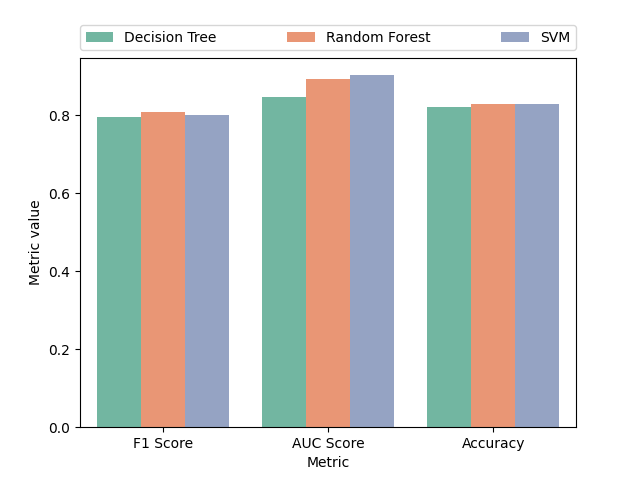 Decision Tree Random Forest SVM
0.8
0.6
0.4
0.2
0.0
Metric value
F1 Score AUC Score Accuracy
Metric